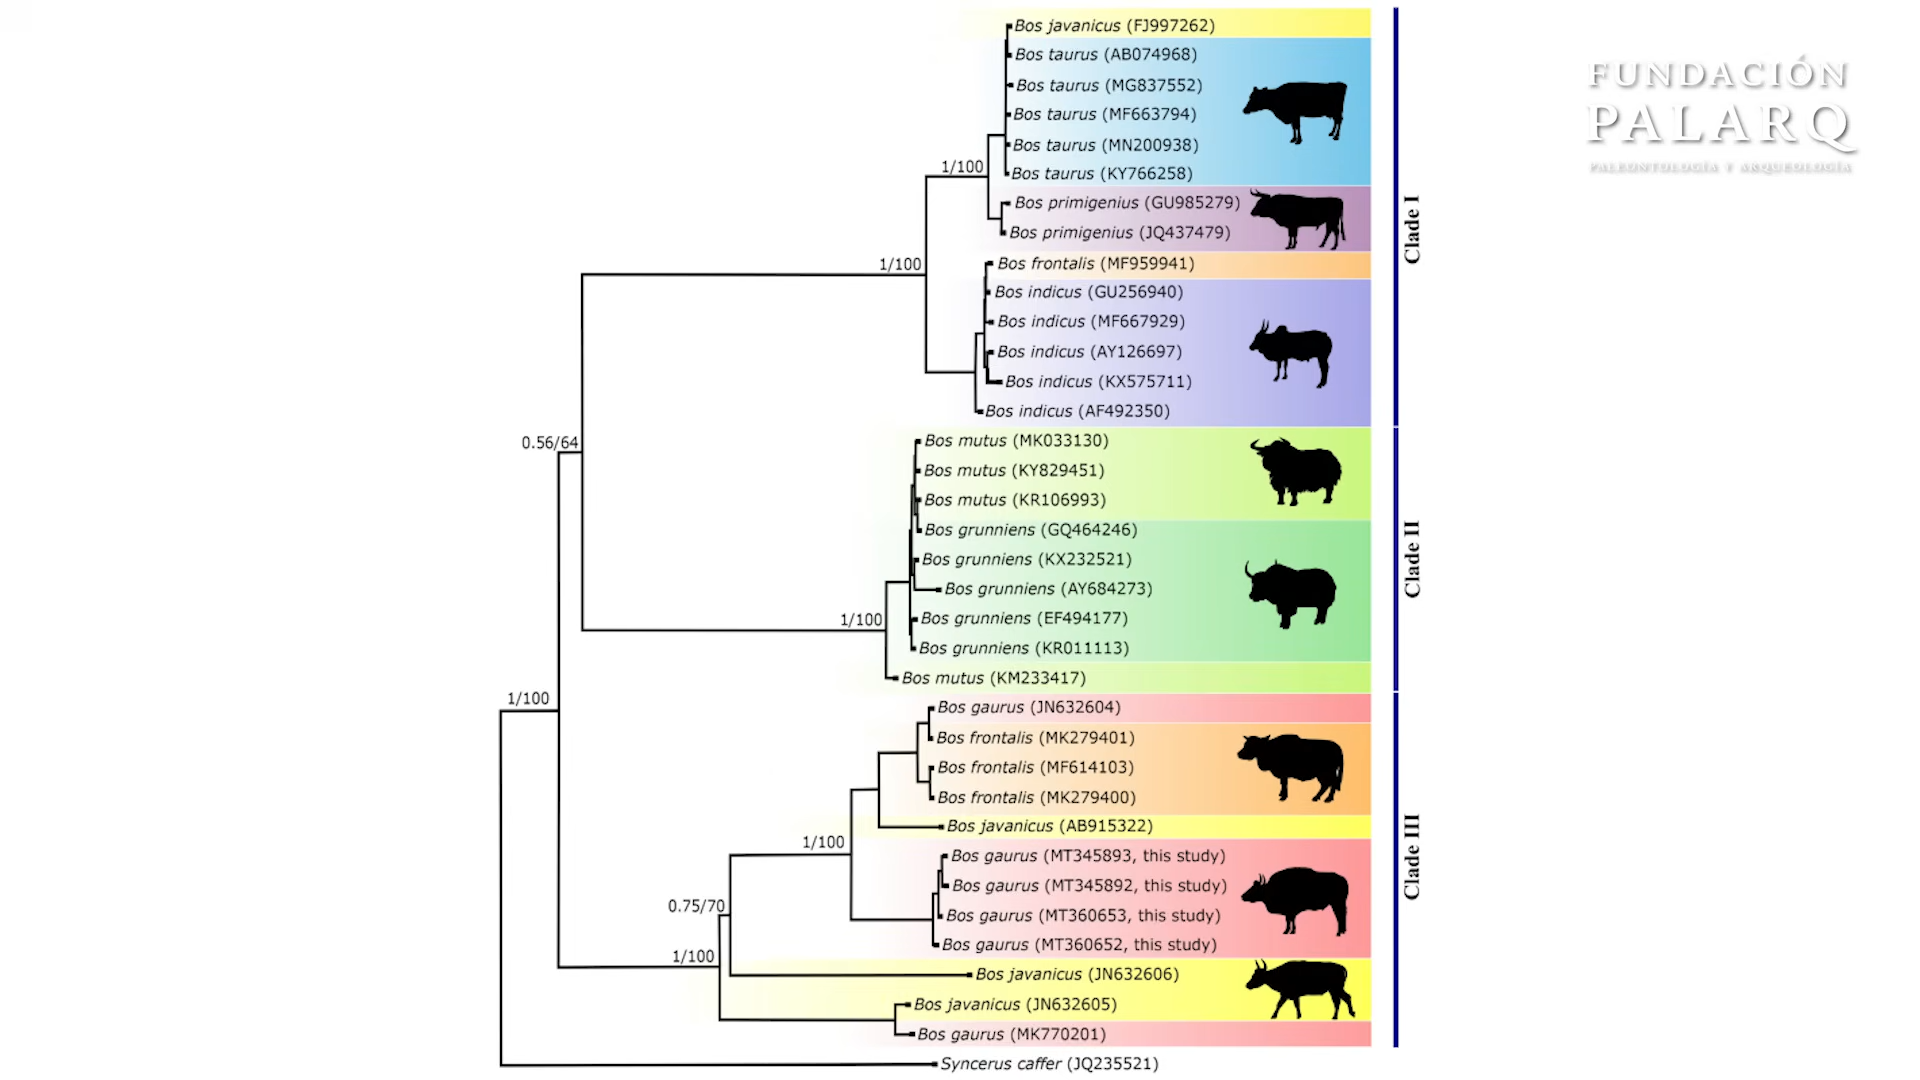 Bos javanicus (FJ997262)
Bos taurus (AB074968)
Bos taurus (MG837552)
Bos taurus (MF663794)
Bos taurus (MN200938)
1/100
Bos taurus (KY766258)
Bos primigenius (GU985279)
Bos primigenius (JQ437479)
1/100
Bos frontalis (MF959941)
Bos indicus (GU256940)
Bos indicus (MF667929)
Bos indicus (AY126697)
Bos indicus (KX575711)
Bos indicus (AF492350)
Clade I
0.56/64
Bos mutus (MK033130)
Bos mutus (KY829451)
Bos mutus (KR106993)
Bos grunniens (GQ464246)
Bos grunniens (KX232521)
Bos grunniens (AY684273)
1/100
Bos grunniens (EF494177)
Bos grunniens (KR011113)
Bos mutus (KM233417)
Clade II
1/100
Bos gaurus (JN632604)
Bos frontalis (MK279401)
Bos frontalis (MF614103)
Bos frontalis (MK279400)
Bos javanicus (AB915322)
1/100
Bos gaurus (MT345893, this study)
Bos gaurus (MT345892, this study)
0.75/70
Bos gaurus (MT360653, this study)
Bos gaurus (MT360652, this study)
1/100
Bos javanicus (JN632606)
Bos javanicus (JN632605)
Bos gaurus (MK770201)
Clade III
Syncerus caffer (JQ235521)
FUNDACIÓN
PALARQ
PALEONTOLOGÍA Y ARQUEOLOGÍA